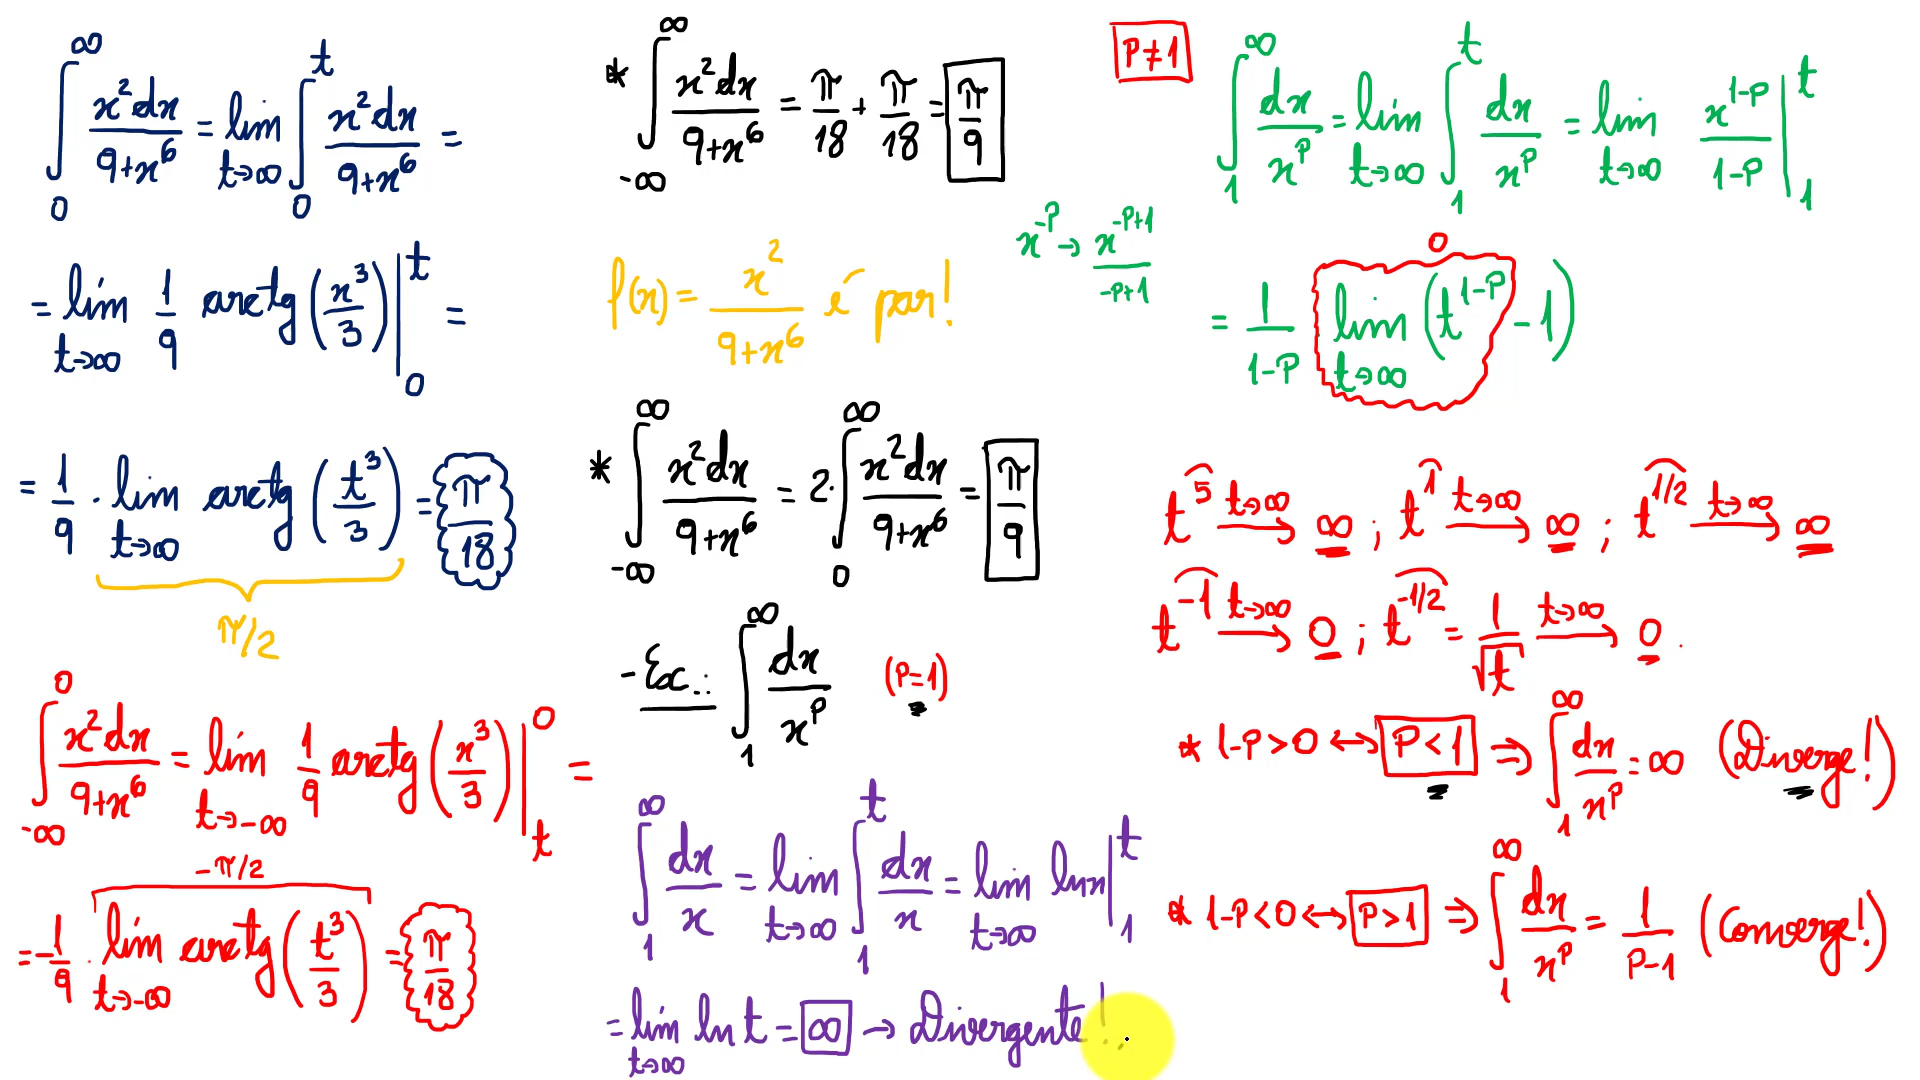 ∫₀^∞ x²dx/(9+x⁶) = lim_{t→∞} ∫₀^t x²dx/(9+x⁶) =
= lim_{t→∞} 1/9 arctg(x³/3)|₀^t =
= 1/9 · lim_{t→∞} arctg(t³/3) = π/18
π/2
∫_{-∞}^0 x²dx/(9+x⁶) = lim_{t→-∞} 1/9 arctg(x³/3)|_t^0 =
-π/2
= -1/9 · lim_{t→-∞} arctg(t³/3) = π/18
* ∫_{-∞}^∞ x²dx/(9+x⁶) = π/18 + π/18 = π/9
f(x) = x²/(9+x⁶) é par!
* ∫_{-∞}^∞ x²dx/(9+x⁶) = 2·∫₀^∞ x²dx/(9+x⁶) = π/9
- Ex.: ∫₁^∞ dx/x^P (P=1)
∫₁^∞ dx/x = lim_{t→∞} ∫₁^t dx/x = lim_{t→∞} lnx|₁^t
= lim_{t→∞} ln t = ∞ → Divergente!
P≠1
∫₁^∞ dx/x^P = lim_{t→∞} ∫₁^t dx/x^P = lim_{t→∞} x^{1-P}/(1-P)|₁^t
x^{-P} → x^{-P+1}/(-P+1)
0
= 1/(1-P) lim_{t→∞} (t^{1-P} - 1)
t⁵ →(t→∞) ∞ ; t¹ →(t→∞) ∞ ; t^{1/2} →(t→∞) ∞
t^{-1} →(t→∞) 0 ; t^{-1/2} = 1/√t →(t→∞) 0.
* 1-P>0 ↔ P<1 ⇒ ∫₁^∞ dx/x^P = ∞ (Diverge!)
* 1-P<0 ↔ P>1 ⇒ ∫₁^∞ dx/x^P = 1/(P-1) (Converge!)